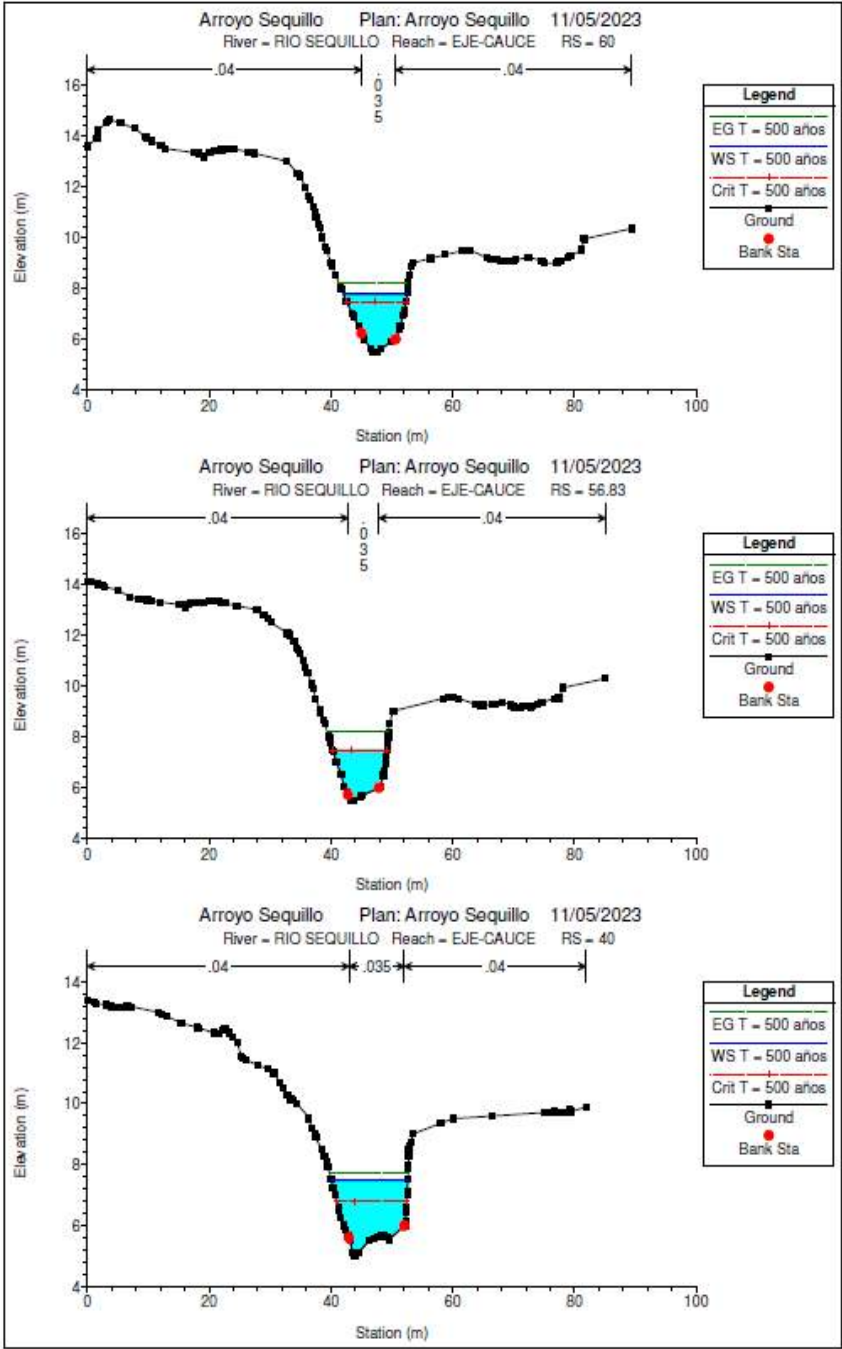 Arroyo Sequillo Plan: Arroyo Sequillo 11/05/2023
River = RIO SEQUILLO Reach = EJE-CAUCE RS = 60
.04
.035
.04
16
14
12
10
8
6
4
Elevation (m)
0 20 40 60 80 100
Station (m)
Legend
EG T = 500 años
WS T = 500 años
Crit T = 500 años
Ground
Bank Sta
Arroyo Sequillo Plan: Arroyo Sequillo 11/05/2023
River = RIO SEQUILLO Reach = EJE-CAUCE RS = 56.83
.04
.035
.04
16
14
12
10
8
6
4
Elevation (m)
0 20 40 60 80 100
Station (m)
Legend
EG T = 500 años
WS T = 500 años
Crit T = 500 años
Ground
Bank Sta
Arroyo Sequillo Plan: Arroyo Sequillo 11/05/2023
River = RIO SEQUILLO Reach = EJE-CAUCE RS = 40
.04 .035 .04
14
12
10
8
6
4
Elevation (m)
0 20 40 60 80 100
Station (m)
Legend
EG T = 500 años
WS T = 500 años
Crit T = 500 años
Ground
Bank Sta